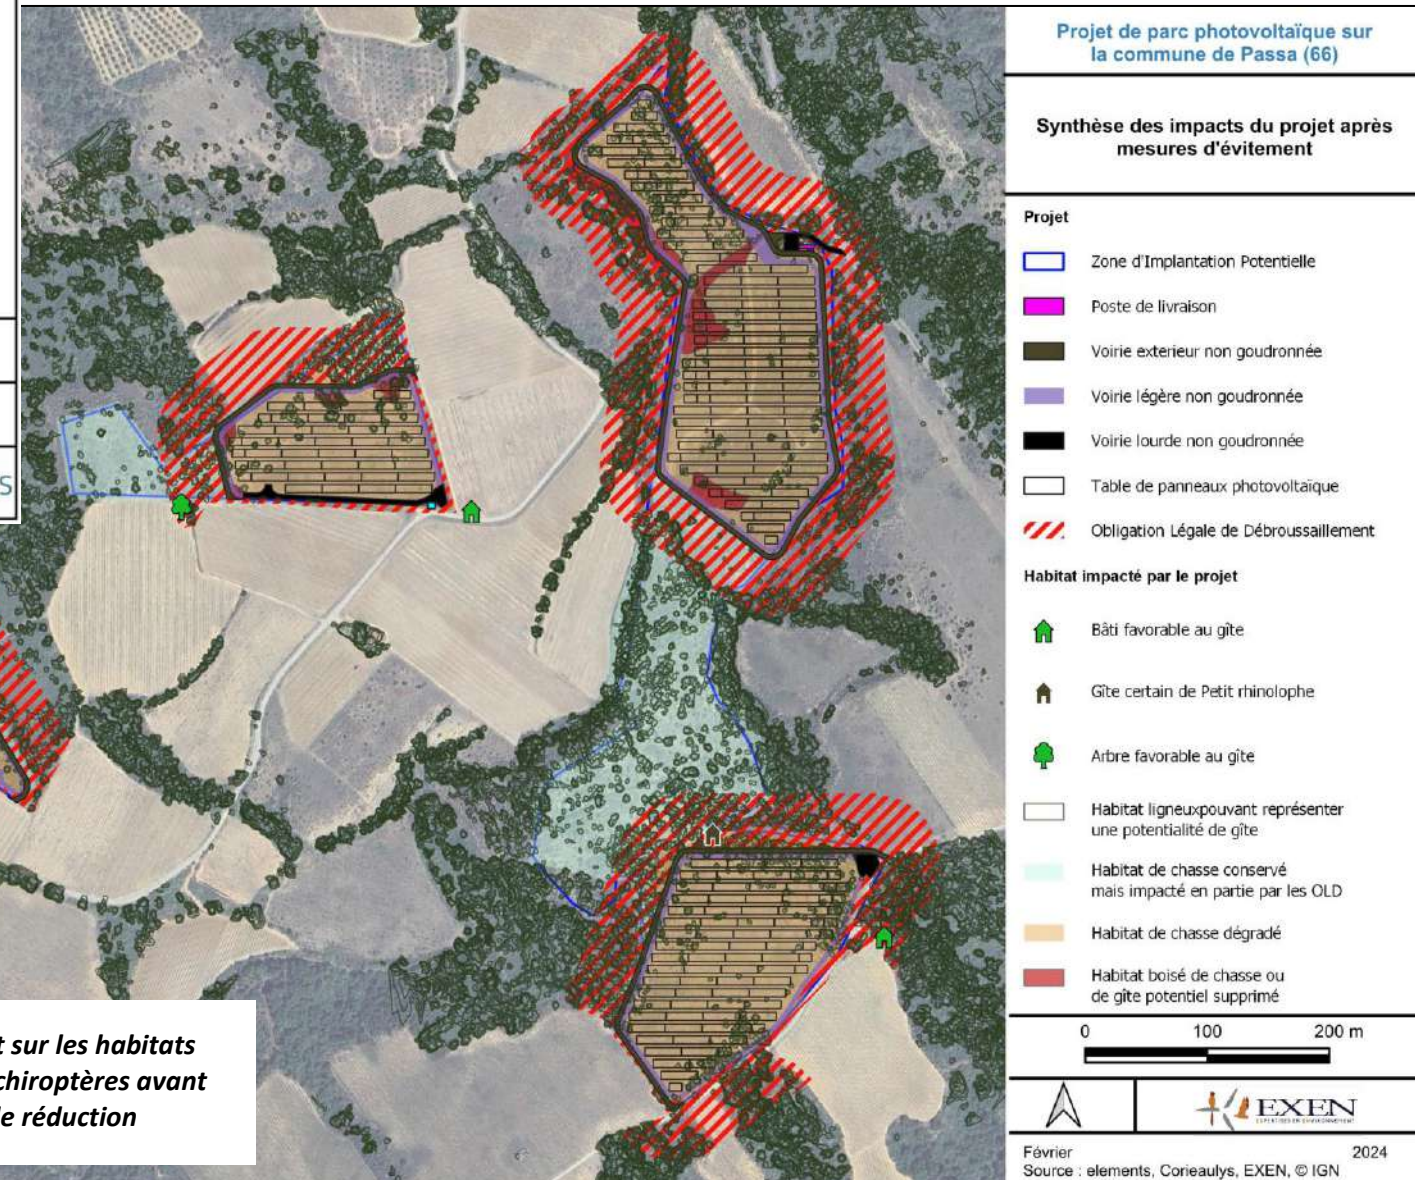 Projet de parc photovoltaïque sur
la commune de Passa (66)
Synthèse des impacts du projet après
mesures d'évitement
Projet
Zone d'Implantation Potentielle
Poste de livraison
Voirie exterieur non goudronnée
Voirie légère non goudronnée
Voirie lourde non goudronnée
Table de panneaux photovoltaïque
Obligation Légale de Débroussaillement
Habitat impacté par le projet
Bâti favorable au gîte
Gîte certain de Petit rhinolophe
Arbre favorable au gîte
Habitat ligneuxpouvant représenter
une potentialité de gîte
Habitat de chasse conservé
mais impacté en partie par les OLD
Habitat de chasse dégradé
Habitat boisé de chasse ou
de gîte potentiel supprimé
0 100 200 m
EXEN
EXPERTISES EN ENVIRONNEMENT
Février 2024
Source : elements, Corieaulys, EXEN, © IGN
S
t sur les habitats
chiroptères avant
le réduction